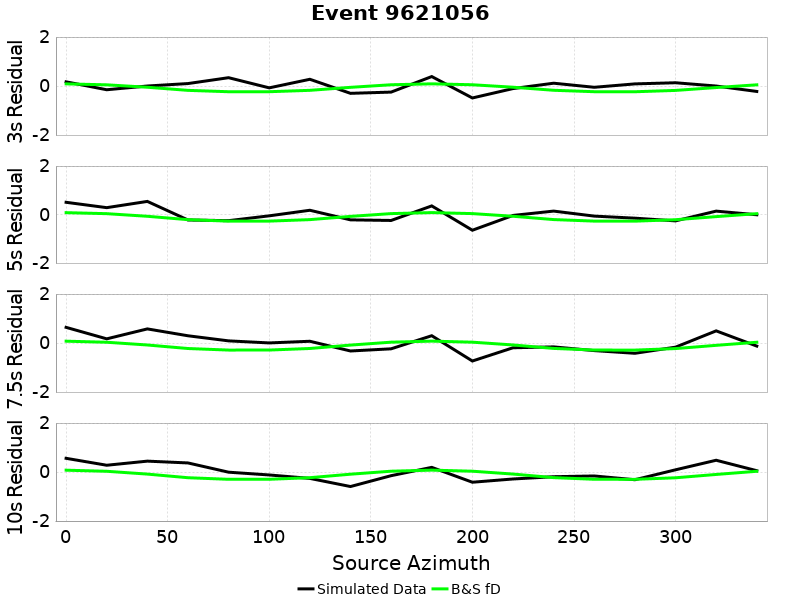 Event 9621056
3s Residual
2
0
-2
5s Residual
2
0
-2
7.5s Residual
2
0
-2
10s Residual
2
0
-2
0 50 100 150 200 250 300
Source Azimuth
Simulated Data B&S fD